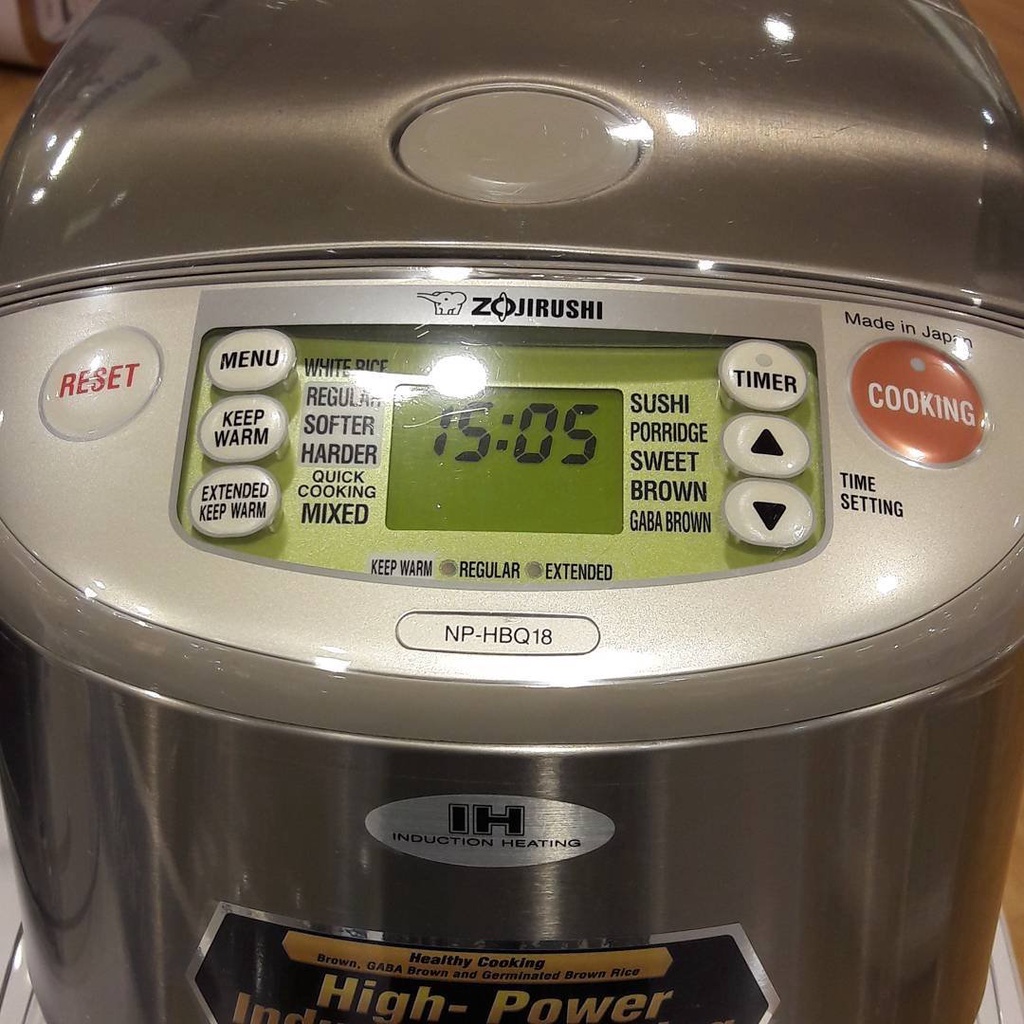 ZOJIRUSHI
Made in Japan
RESET
MENU
KEEP
WARM
EXTENDED
KEEP WARM
WHITE RICE
REGULAR
SOFTER
HARDER
QUICK
COOKING
MIXED
15:05
SUSHI
PORRIDGE
SWEET
BROWN
GABA BROWN
TIMER
COOKING
TIME
SETTING
KEEP WARM REGULAR EXTENDED
NP-HBQ18
IH
INDUCTION HEATING
Healthy Cooking
Brown, GABA Brown and Germinated Brown Rice
High- Power